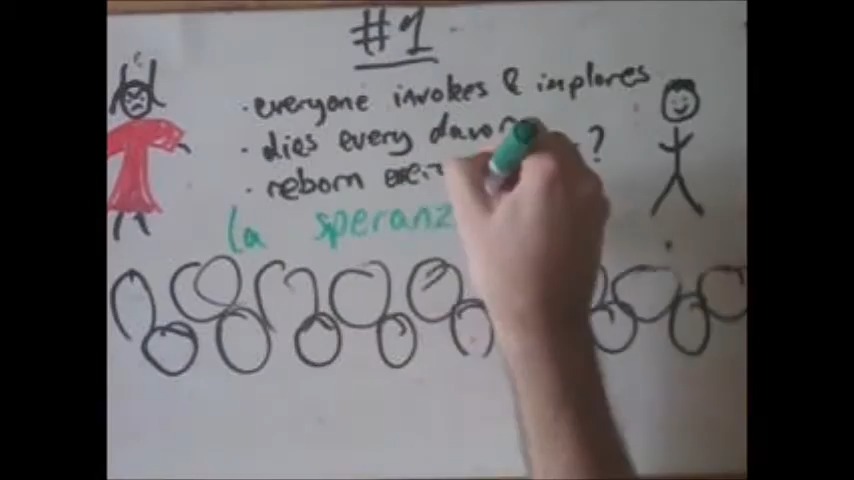 #1
· everyone invokes & implores
· dies every
· reborn ?
la speranz